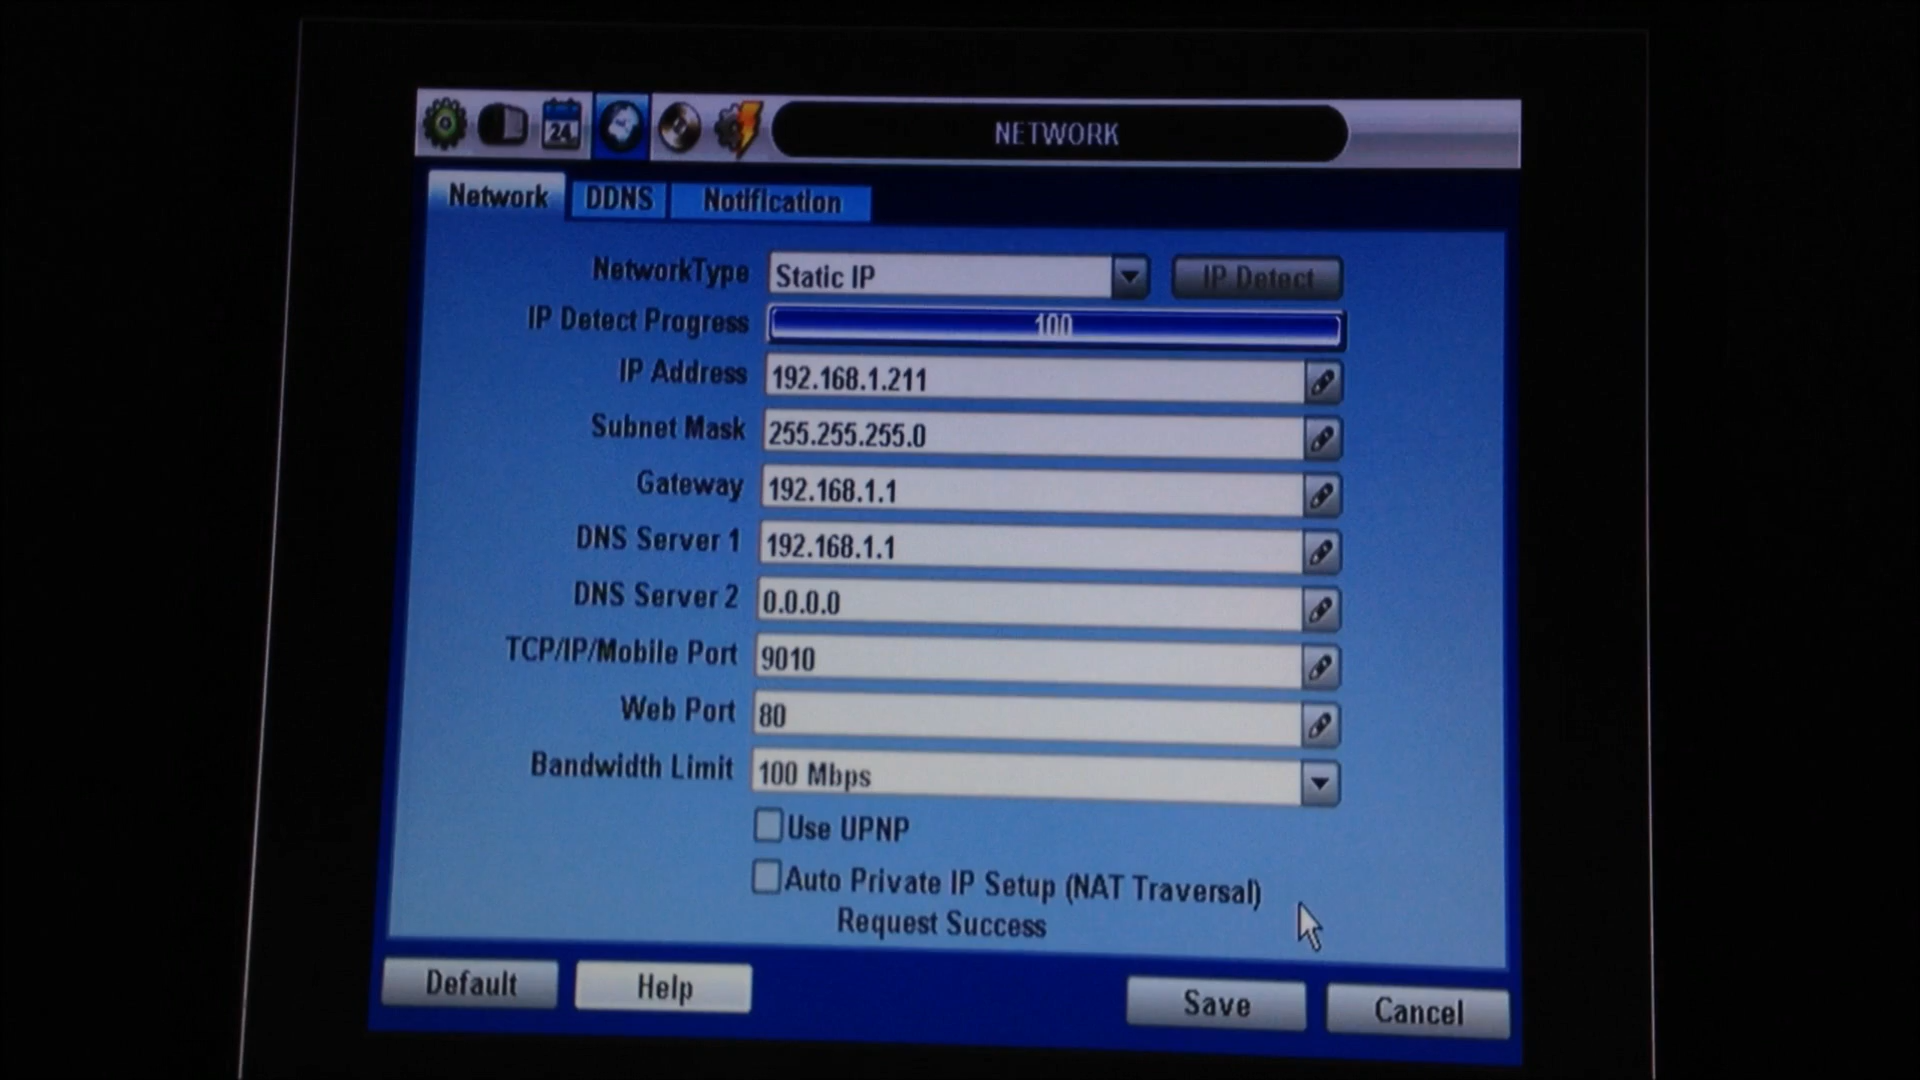 24
NETWORK
Network DDNS Notification
NetworkType Static IP IP Detect
IP Detect Progress 100
IP Address 192.168.1.211
Subnet Mask 255.255.255.0
Gateway 192.168.1.1
DNS Server 1 192.168.1.1
DNS Server 2 0.0.0.0
TCP/IP/Mobile Port 9010
Web Port 80
Bandwidth Limit 100 Mbps
Use UPNP
Auto Private IP Setup (NAT Traversal)
Request Success
Default Help Save Cancel